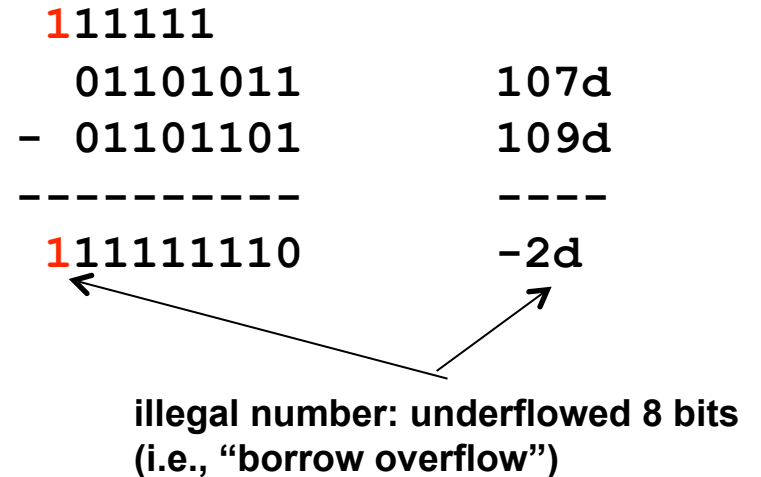 111111
01101011 107d
- 01101101 109d
---------- ----
111111110 -2d
illegal number: underflowed 8 bits
(i.e., “borrow overflow”)